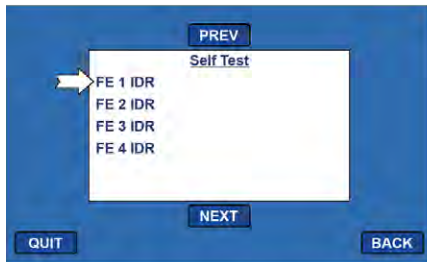 PREV
Self Test
FE 1 IDR
FE 2 IDR
FE 3 IDR
FE 4 IDR
NEXT
QUIT
BACK